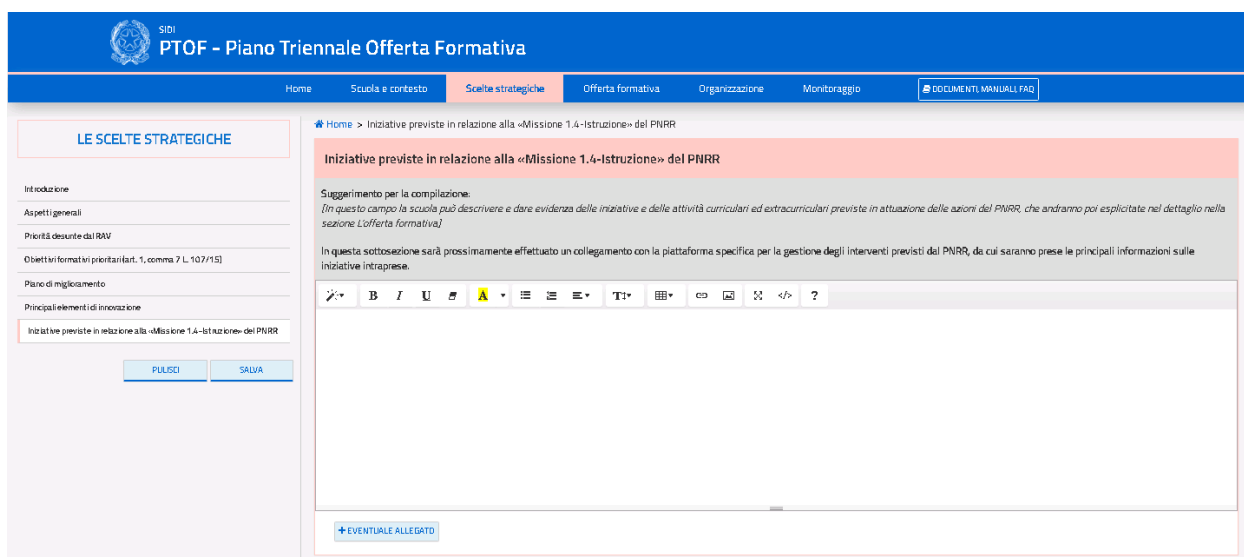 SIDI
PTOF - Piano Triennale Offerta Formativa
Home Scuola e contesto Scelte strategiche Offerta formativa Organizzazione Monitoraggio DOCUMENTI, MANUALI, FAQ
LE SCELTE STRATEGICHE
Introduzione
Aspetti generali
Priorità desunte dal RAV
Obiettivi formativi prioritari (art. 1, comma 7 L. 107/15)
Piano di miglioramento
Principali elementi di innovazione
Iniziative previste in relazione alla «Missione 1.4-Istruzione» del PNRR
PULISCI SALVA
Home > Iniziative previste in relazione alla «Missione 1.4-Istruzione» del PNRR
Iniziative previste in relazione alla «Missione 1.4-Istruzione» del PNRR
Suggerimento per la compilazione:
[In questo campo la scuola può descrivere e dare evidenza delle iniziative e delle attività curriculari ed extracurriculari previste in attuazione delle azioni del PNRR, che andranno poi esplicitate nel dettaglio nella
sezione L'offerta formativa]
In questa sottosezione sarà prossimamente effettuato un collegamento con la piattaforma specifica per la gestione degli interventi previsti dal PNRR, da cui saranno prese le principali informazioni sulle
iniziative intraprese.
B I U A T </> ?
+ EVENTUALE ALLEGATO